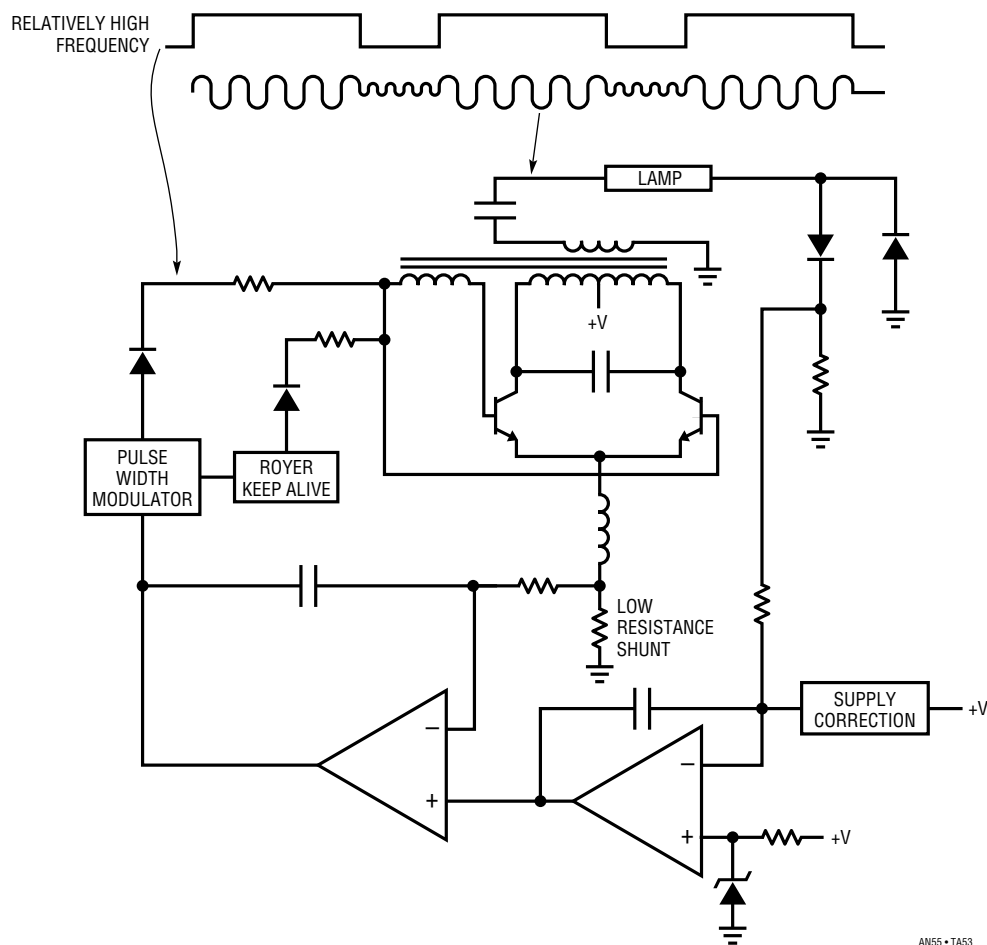 RELATIVELY HIGH
FREQUENCY
LAMP
+V
PULSE
WIDTH
MODULATOR
ROYER
KEEP ALIVE
LOW
RESISTANCE
SHUNT
SUPPLY
CORRECTION
+V
−
+
−
+
+V
AN55 • TA53